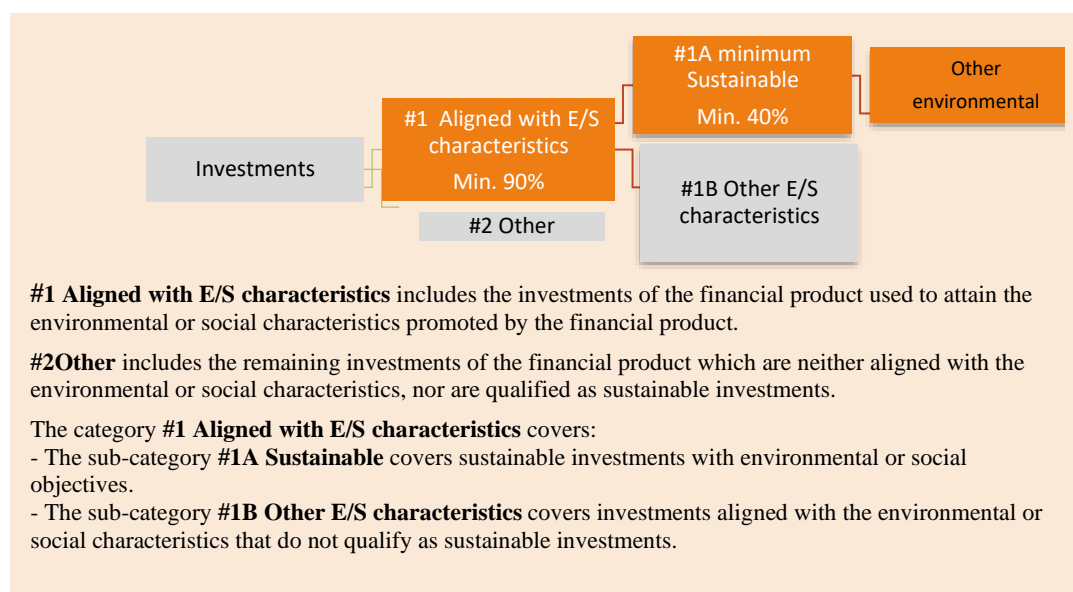 #1A minimum
Sustainable
Min. 40%
Other
environmental
#1 Aligned with E/S
characteristics
Min. 90%
Investments
#1B Other E/S
characteristics
#2 Other
#1 Aligned with E/S characteristics includes the investments of the financial product used to attain the
environmental or social characteristics promoted by the financial product.
#2Other includes the remaining investments of the financial product which are neither aligned with the
environmental or social characteristics, nor are qualified as sustainable investments.
The category #1 Aligned with E/S characteristics covers:
- The sub-category #1A Sustainable covers sustainable investments with environmental or social
objectives.
- The sub-category #1B Other E/S characteristics covers investments aligned with the environmental or
social characteristics that do not qualify as sustainable investments.